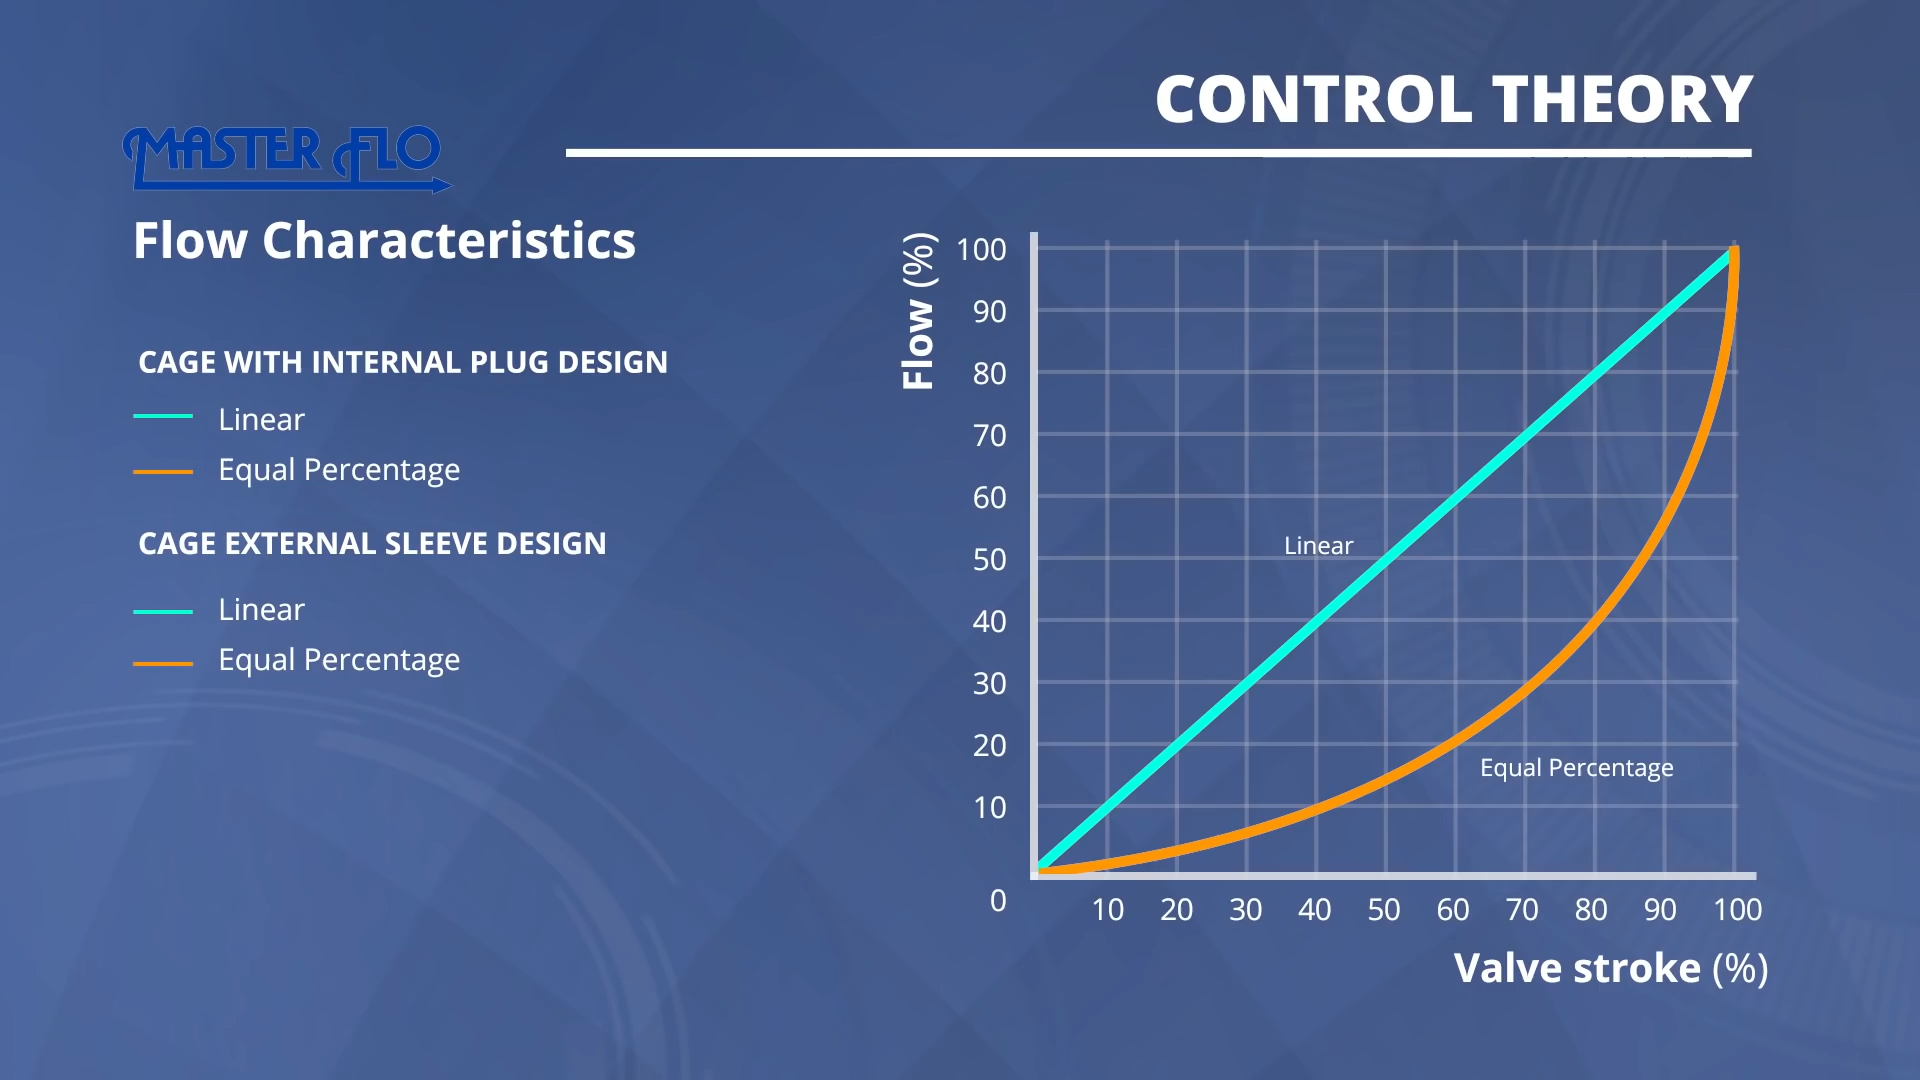 CONTROL THEORY
MASTER FLO
Flow Characteristics
CAGE WITH INTERNAL PLUG DESIGN
Linear
Equal Percentage
CAGE EXTERNAL SLEEVE DESIGN
Linear
Equal Percentage
Flow (%)
100
90
80
70
60
50
40
30
20
10
0
Linear
Equal Percentage
10 20 30 40 50 60 70 80 90 100
Valve stroke (%)